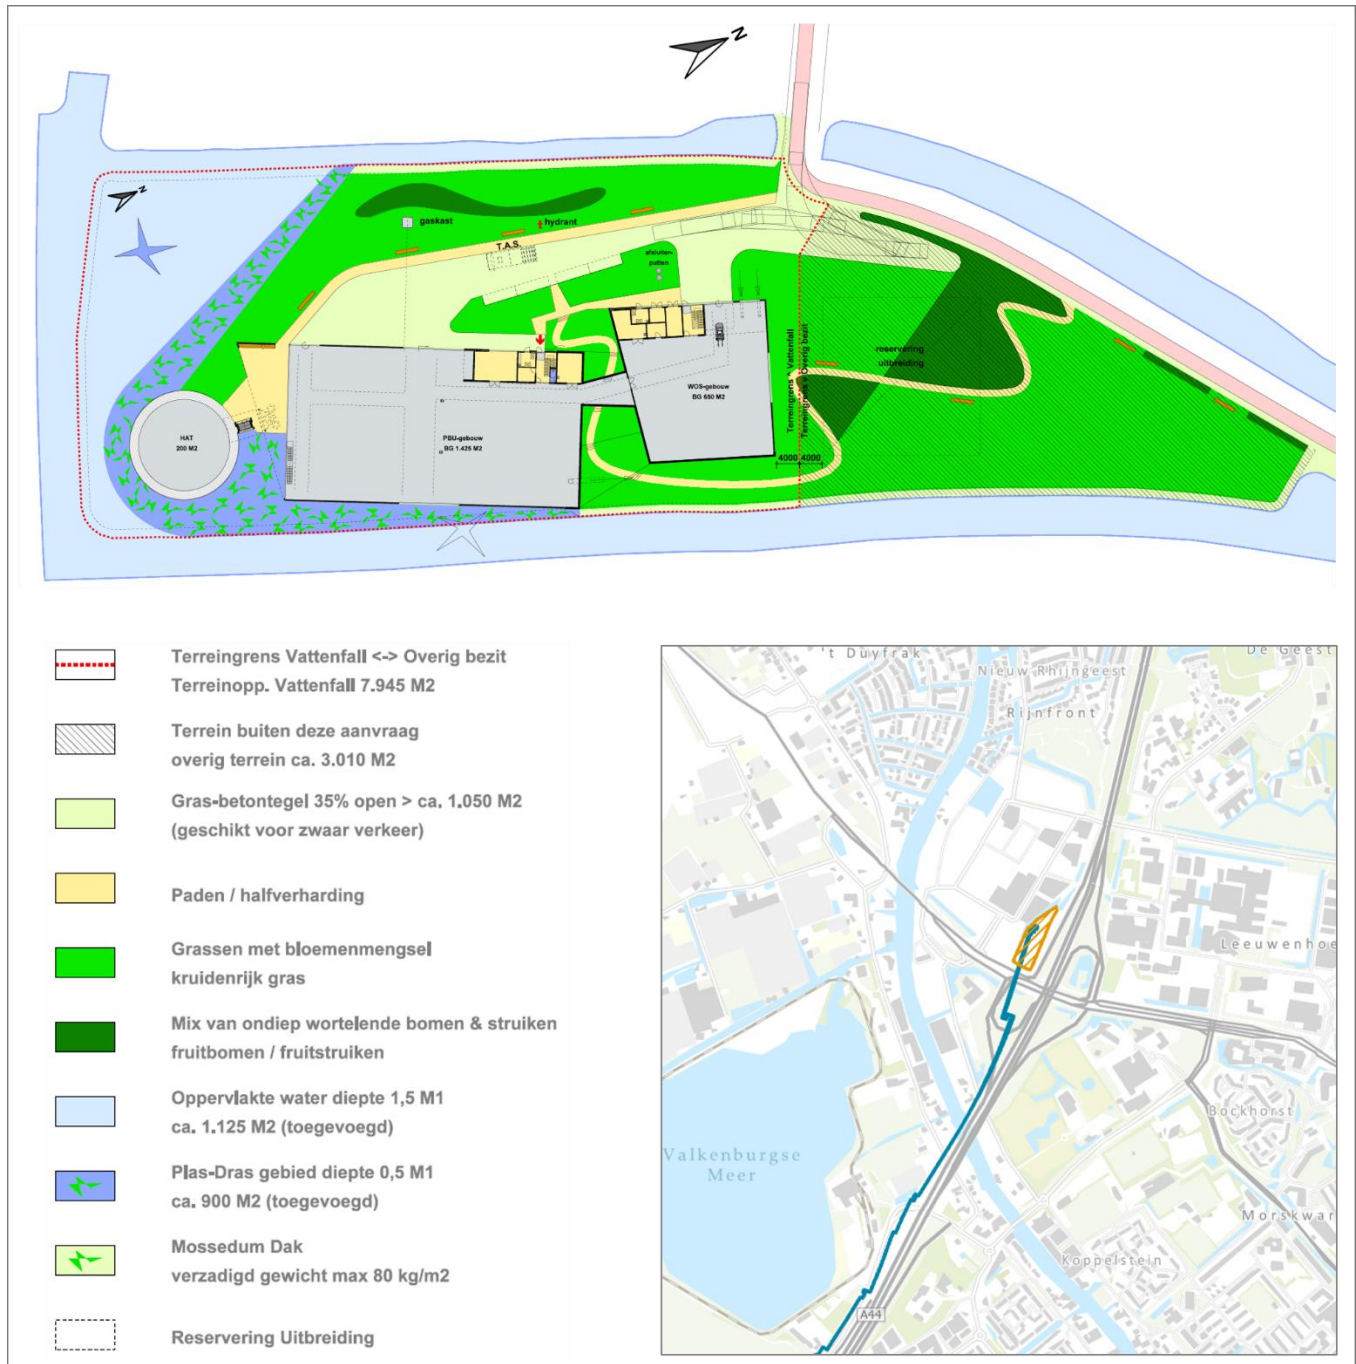 N
N
gaskast
hydrant
T.A.S.
afsluiter-
putten
reservering
uitbreiding
Terreingrens ^ Vattenfall
Terreingrens v Overig bezit
WOS-gebouw
BG 650 M2
HAT
200 M2
PBU-gebouw
BG 1.425 M2
4000 4000
Terreingrens Vattenfall <-> Overig bezit
Terreinopp. Vattenfall 7.945 M2
Terrein buiten deze aanvraag
overig terrein ca. 3.010 M2
Gras-betontegel 35% open > ca. 1.050 M2
(geschikt voor zwaar verkeer)
Paden / halfverharding
Grassen met bloemenmengsel
kruidenrijk gras
Mix van ondiep wortelende bomen & struiken
fruitbomen / fruitstruiken
Oppervlakte water diepte 1,5 M1
ca. 1.125 M2 (toegevoegd)
Plas-Dras gebied diepte 0,5 M1
ca. 900 M2 (toegevoegd)
Mossedum Dak
verzadigd gewicht max 80 kg/m2
Reservering Uitbreiding
't Duyfrak
De Geest
Nieuw Rhijngeest
Rijnfront
Leeuwenhoe
Bockhorst
Valkenburgse
Meer
Morskwar
Koppelstein
A44